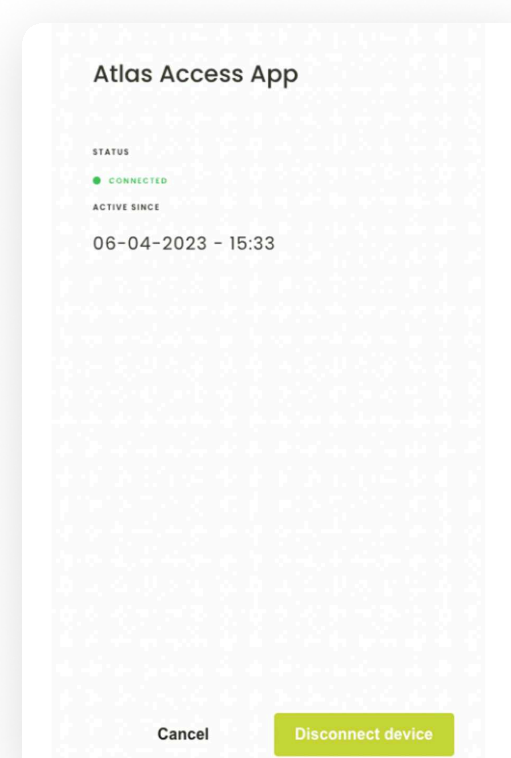 Atlas Access App
STATUS
CONNECTED
ACTIVE SINCE
06-04-2023 - 15:33
Cancel Disconnect device